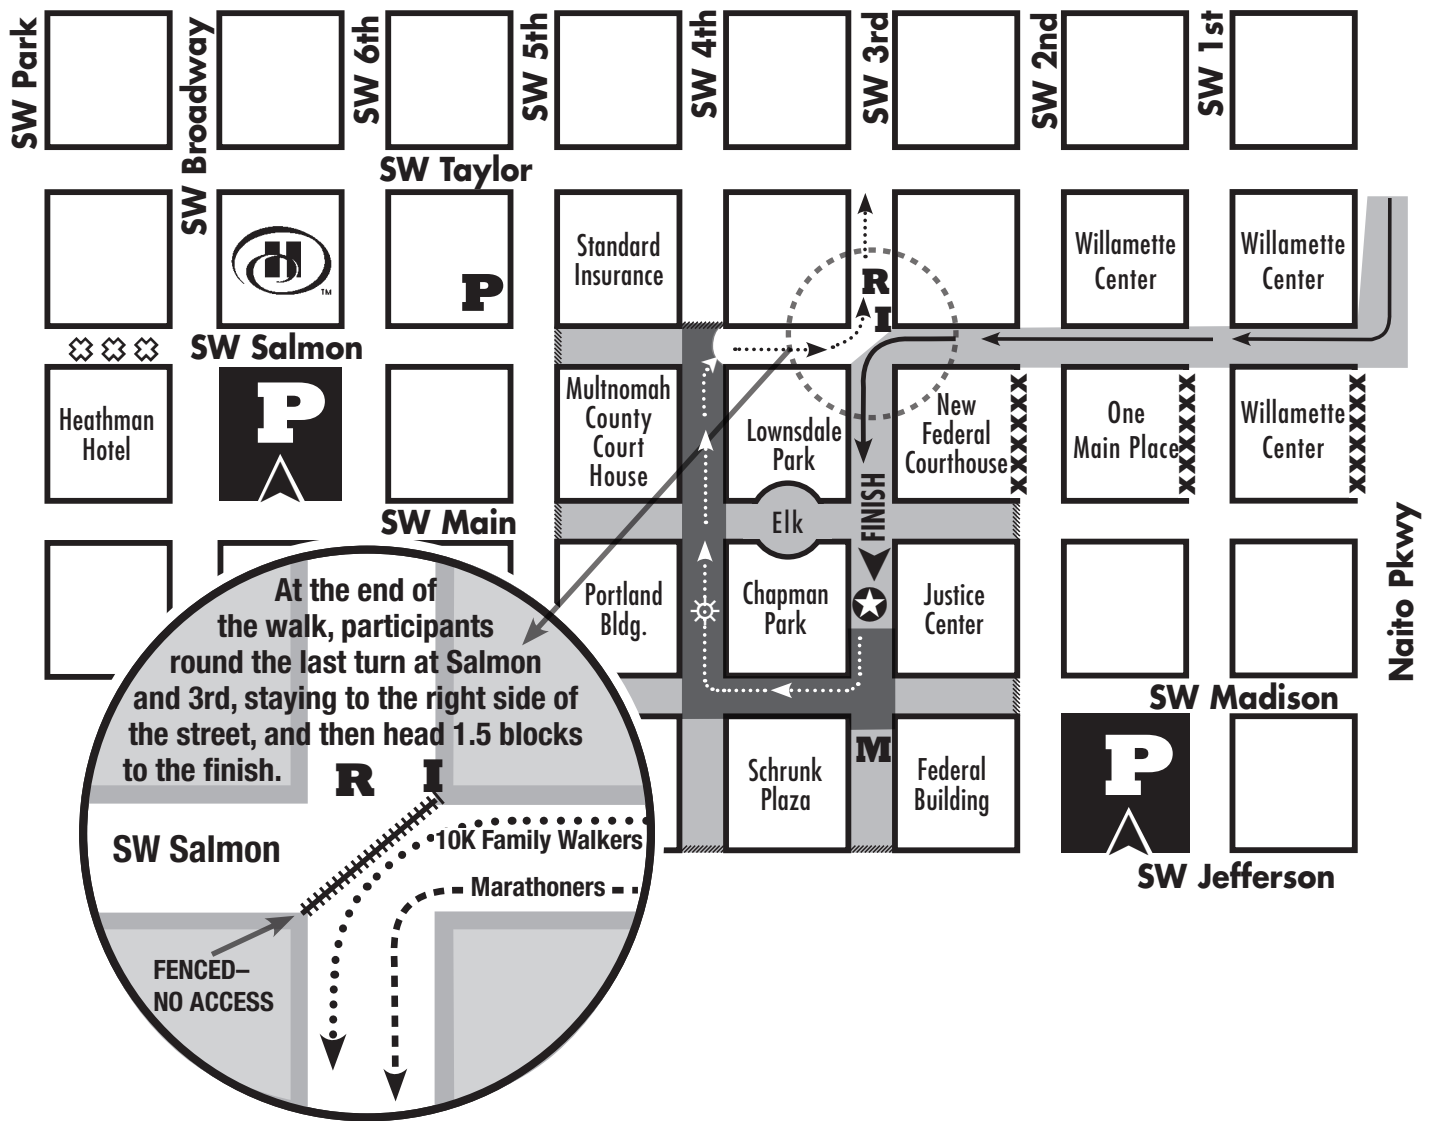 SW Park
SW Broadway
SW 6th
SW 5th
SW 4th
SW 3rd
SW 2nd
SW 1st
SW Taylor
H
TM
P
Standard
Insurance
R
I
Willamette
Center
Willamette
Center
SW Salmon
Heathman
Hotel
P
Multnomah
County
Court
House
Lownsdale
Park
New
Federal
Courthouse
XXXXXXX
One
Main Place
XXXXXXX
Willamette
Center
XXXXXXX
SW Main
Elk
FINISH
Naito Pkwy
Portland
Bldg.
Chapman
Park
Justice
Center
SW Madison
M
Schrunk
Plaza
Federal
Building
P
SW Jefferson
At the end of
the walk, participants
round the last turn at Salmon
and 3rd, staying to the right side of
the street, and then head 1.5 blocks
to the finish.
R I
SW Salmon
10K Family Walkers
Marathoners
FENCED–
NO ACCESS